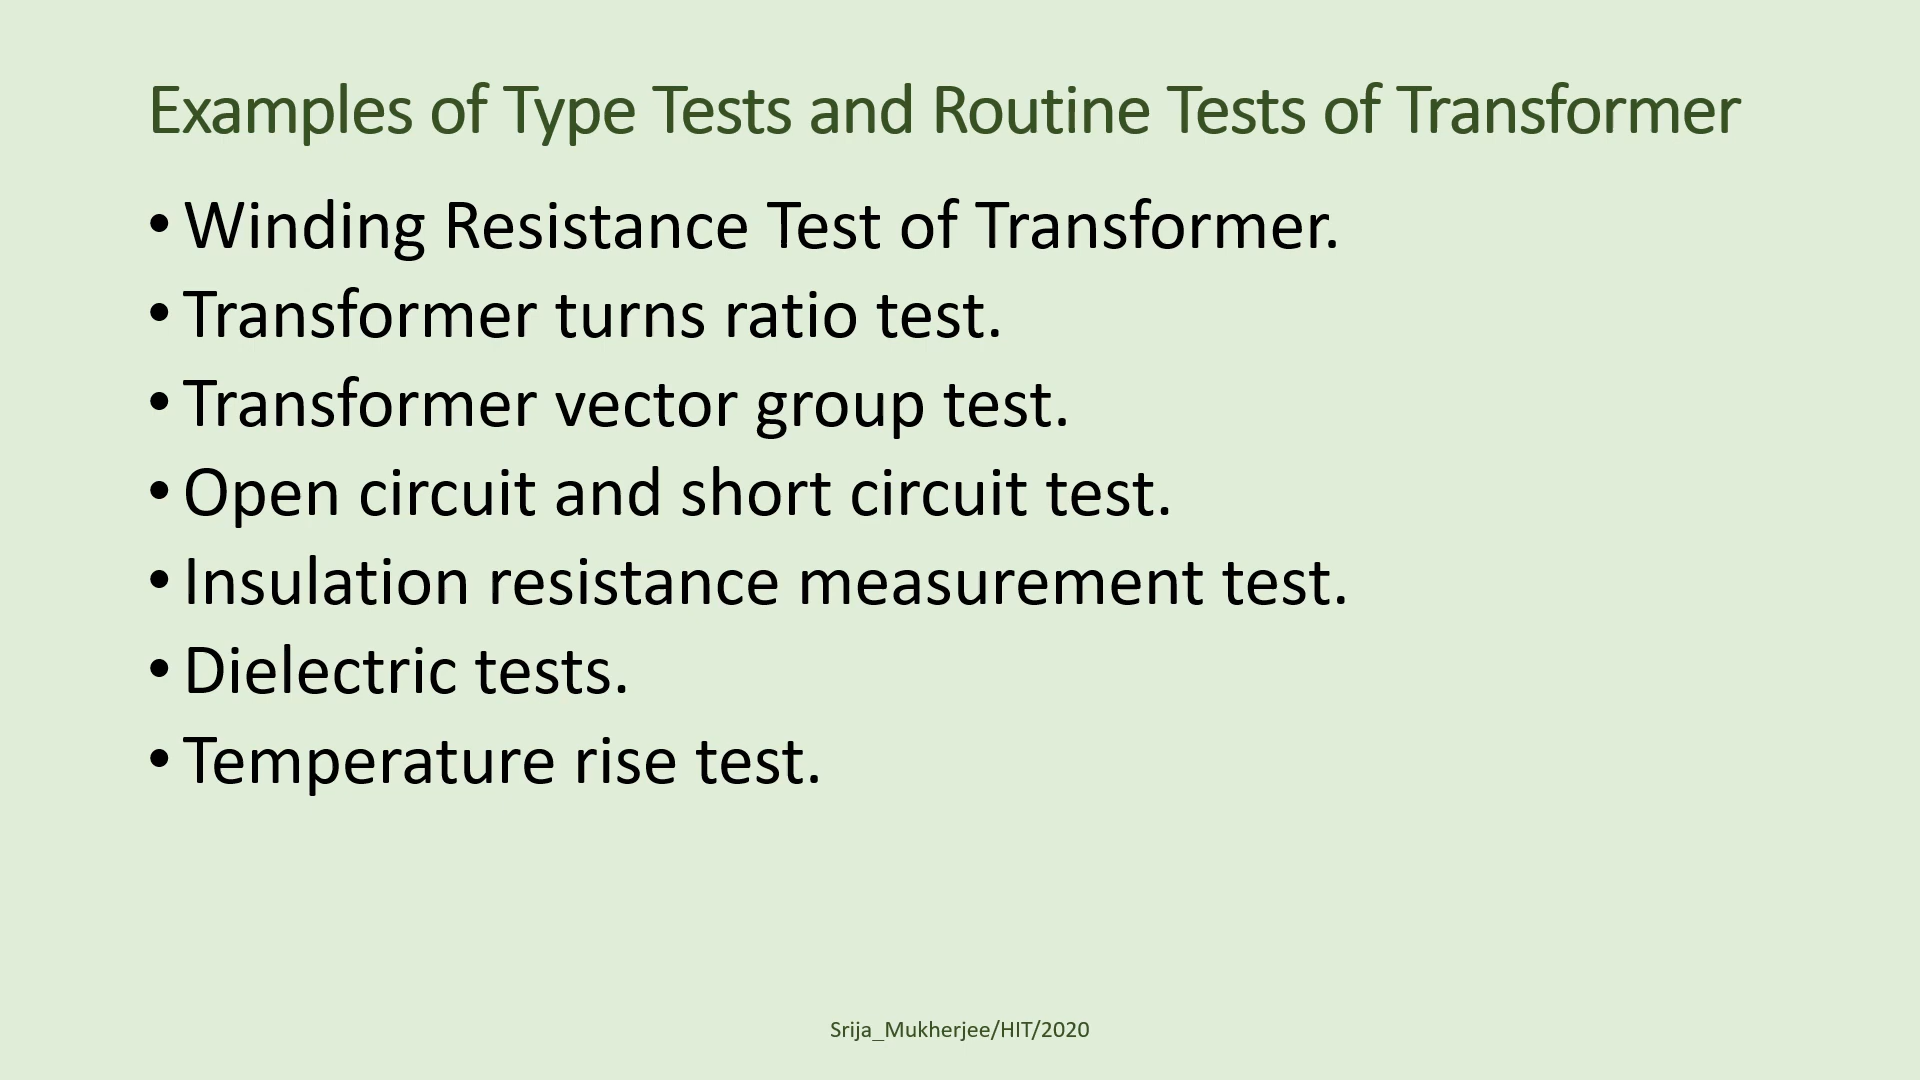 Examples of Type Tests and Routine Tests of Transformer
• Winding Resistance Test of Transformer.
• Transformer turns ratio test.
• Transformer vector group test.
• Open circuit and short circuit test.
• Insulation resistance measurement test.
• Dielectric tests.
• Temperature rise test.
Srija_Mukherjee/HIT/2020